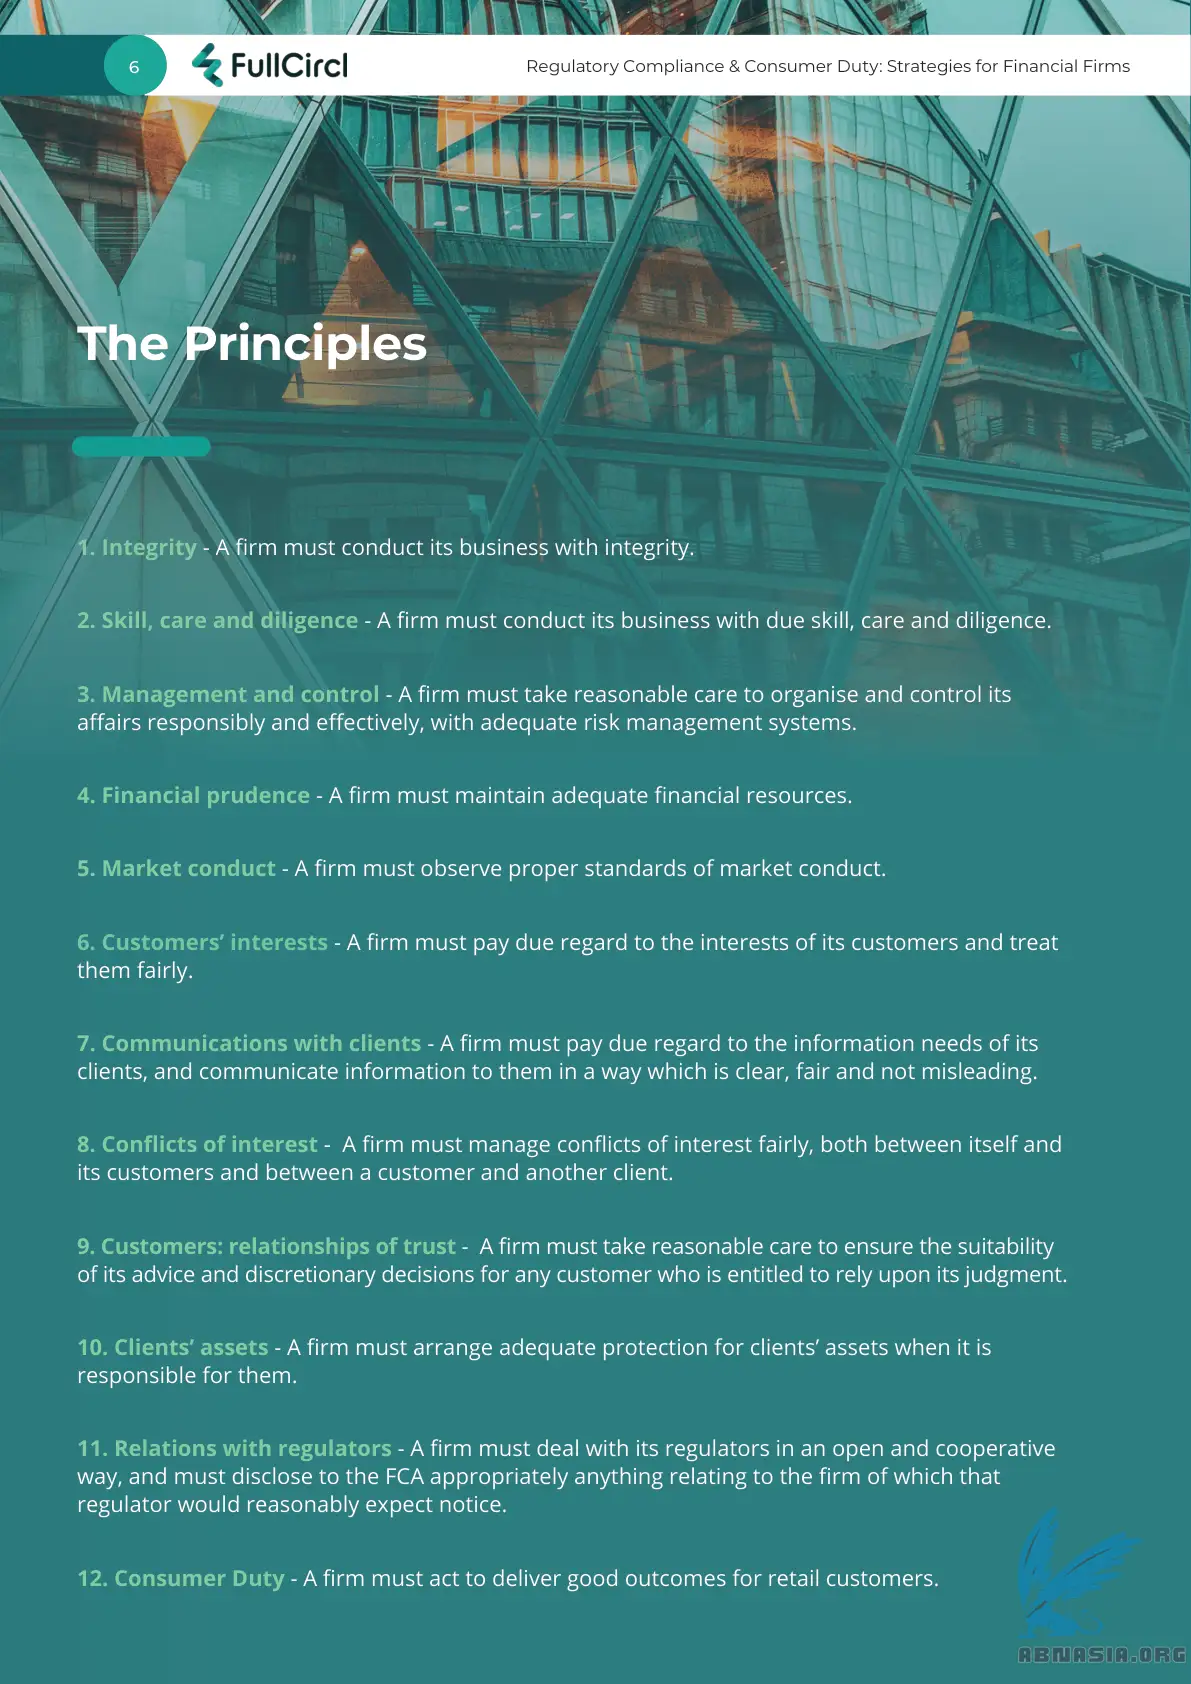 6
FullCircl
Regulatory Compliance & Consumer Duty: Strategies for Financial Firms
The Principles
1. Integrity - A firm must conduct its business with integrity.
2. Skill, care and diligence - A firm must conduct its business with due skill, care and diligence.
3. Management and control - A firm must take reasonable care to organise and control its
affairs responsibly and effectively, with adequate risk management systems.
4. Financial prudence - A firm must maintain adequate financial resources.
5. Market conduct - A firm must observe proper standards of market conduct.
6. Customers’ interests - A firm must pay due regard to the interests of its customers and treat
them fairly.
7. Communications with clients - A firm must pay due regard to the information needs of its
clients, and communicate information to them in a way which is clear, fair and not misleading.
8. Conflicts of interest -  A firm must manage conflicts of interest fairly, both between itself and
its customers and between a customer and another client.
9. Customers: relationships of trust -  A firm must take reasonable care to ensure the suitability
of its advice and discretionary decisions for any customer who is entitled to rely upon its judgment.
10. Clients’ assets - A firm must arrange adequate protection for clients’ assets when it is
responsible for them.
11. Relations with regulators - A firm must deal with its regulators in an open and cooperative
way, and must disclose to the FCA appropriately anything relating to the firm of which that
regulator would reasonably expect notice.
12. Consumer Duty - A firm must act to deliver good outcomes for retail customers.
ABNASIA.ORG